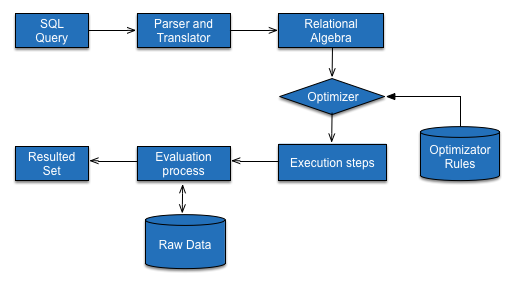 SQL
Query
Parser and
Translator
Relational
Algebra
Optimizer
Optimizator
Rules
Resulted
Set
Evaluation
process
Execution steps
Raw Data